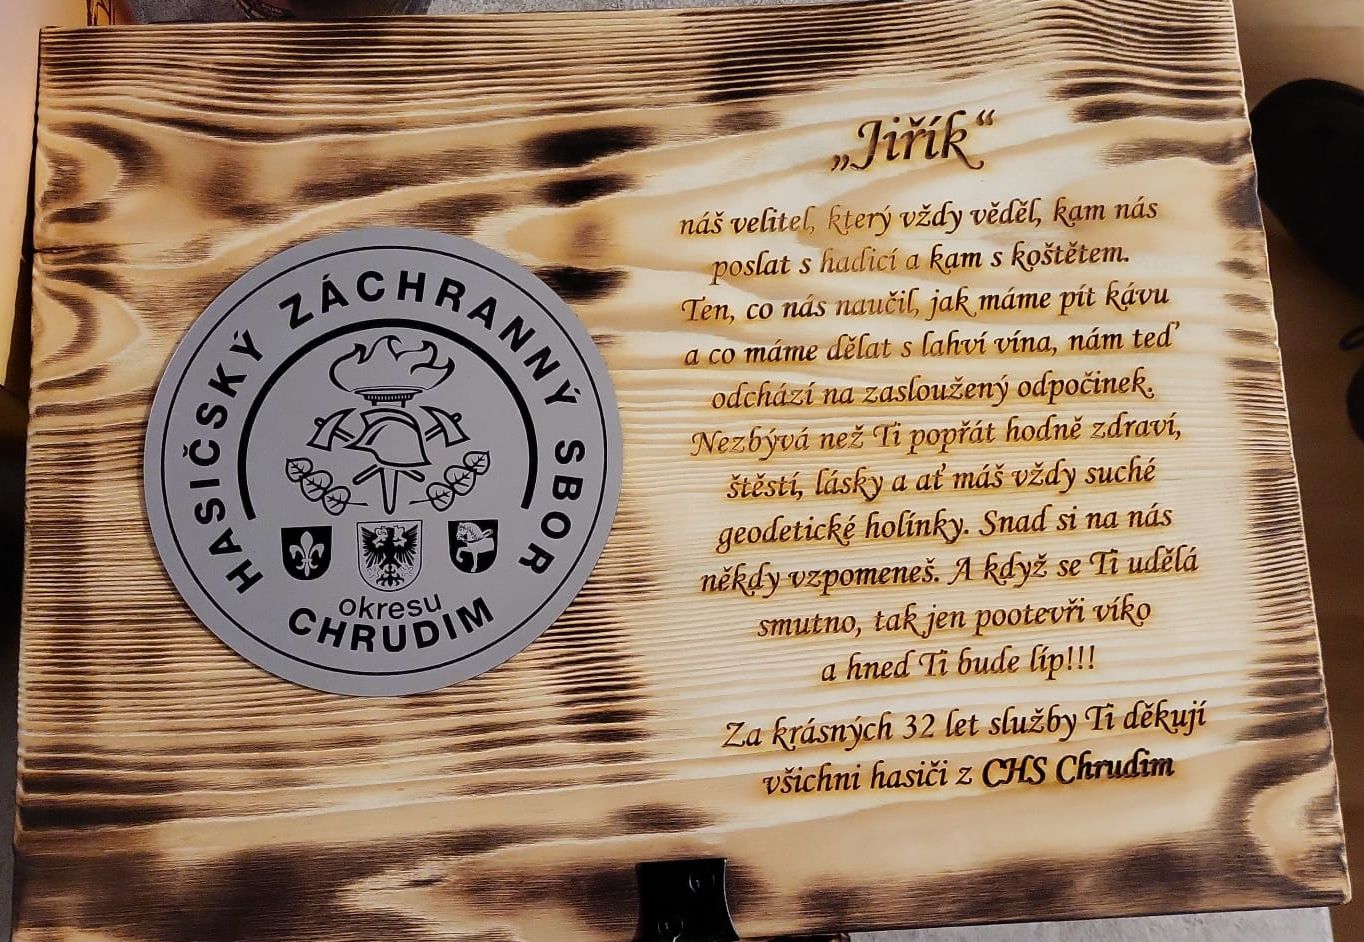 HASIČSKÝ ZÁCHRANNÝ SBOR
okresu
CHRUDIM
„Jiřík“
náš velitel, který vždy věděl, kam nás
poslat s hadicí a kam s koštětem.
Ten, co nás naučil, jak máme pít kávu
a co máme dělat s lahví vína, nám teď
odchází na zasloužený odpočinek.
Nezbývá než Ti popřát hodně zdraví,
štěstí, lásky a ať máš vždy suché
geodetické holínky. Snad si na nás
někdy vzpomeneš. A když se Ti udělá
smutno, tak jen pootevři víko
a hned Ti bude líp!!!
Za krásných 32 let služby Ti děkují
všichni hasiči z CHS Chrudim